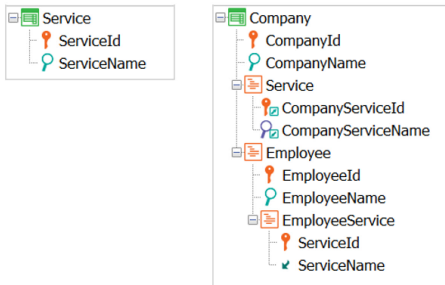 Service
ServiceId
ServiceName
Company
CompanyId
CompanyName
Service
CompanyServiceId
CompanyServiceName
Employee
EmployeeId
EmployeeName
EmployeeService
ServiceId
ServiceName